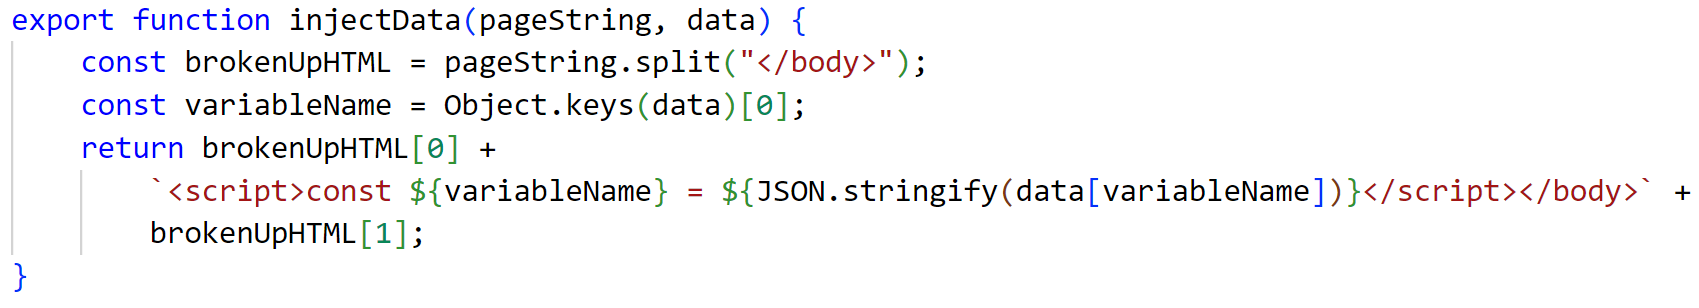 export function injectData(pageString, data) {
    const brokenUpHTML = pageString.split("</body>");
    const variableName = Object.keys(data)[0];
    return brokenUpHTML[0] +
        `<script>const ${variableName} = ${JSON.stringify(data[variableName])}</script></body>` +
        brokenUpHTML[1];
}